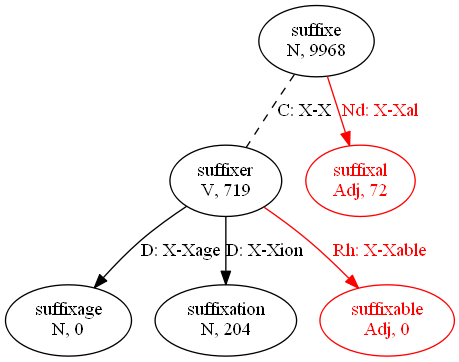 suffixe
N, 9968
C: X-X
Nd: X-Xal
suffixer
V, 719
suffixal
Adj, 72
D: X-Xage
D: X-Xion
Rh: X-Xable
suffixage
N, 0
suffixation
N, 204
suffixable
Adj, 0